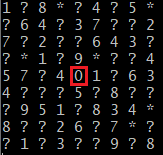 1 ? 8 * ? 4 ? 5 *
? 6 4 ? 3 7 ? ? 2
7 ? 2 ? ? 6 4 3 ?
? * 1 ? 9 * ? ? 4
5 7 ? 4 0 1 ? 6 3
4 ? ? ? 5 ? 8 ? ?
? 9 5 1 ? 8 3 4 *
8 ? ? 2 6 ? 7 * ?
? 1 ? 3 ? ? 9 ? 8